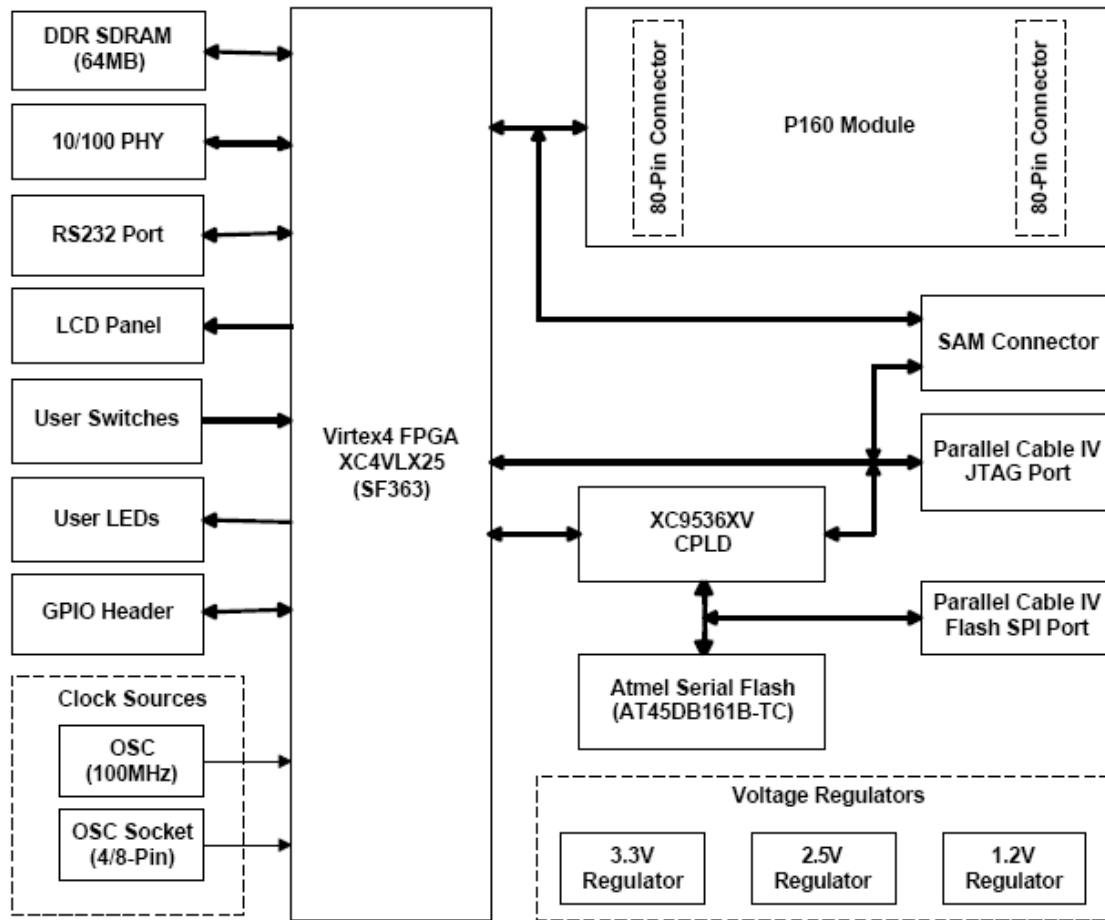 DDR SDRAM
(64MB)
10/100 PHY
RS232 Port
LCD Panel
User Switches
User LEDs
GPIO Header
Clock Sources
OSC
(100MHz)
OSC Socket
(4/8-Pin)
Virtex4 FPGA
XC4VLX25
(SF363)
80-Pin Connector
P160 Module
80-Pin Connector
SAM Connector
Parallel Cable IV
JTAG Port
XC9536XV
CPLD
Parallel Cable IV
Flash SPI Port
Atmel Serial Flash
(AT45DB161B-TC)
Voltage Regulators
3.3V
Regulator
2.5V
Regulator
1.2V
Regulator